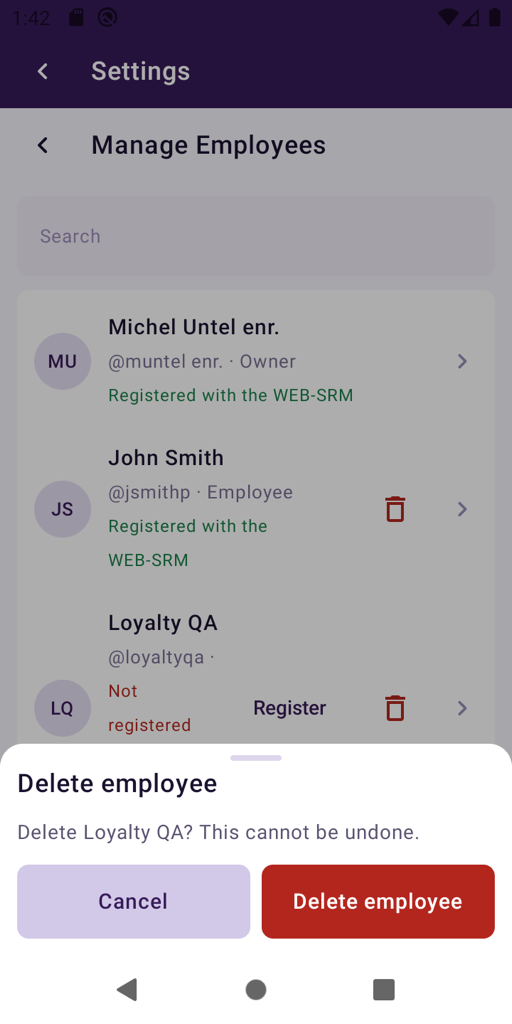 1:42
Settings
Manage Employees
Search
MU
Michel Untel enr.
@muntel enr. · Owner
Registered with the WEB-SRM
JS
John Smith
@jsmithp · Employee
Registered with the
WEB-SRM
LQ
Loyalty QA
@loyaltyqa ·
Not
registered
Register
Delete employee
Delete Loyalty QA? This cannot be undone.
Cancel
Delete employee